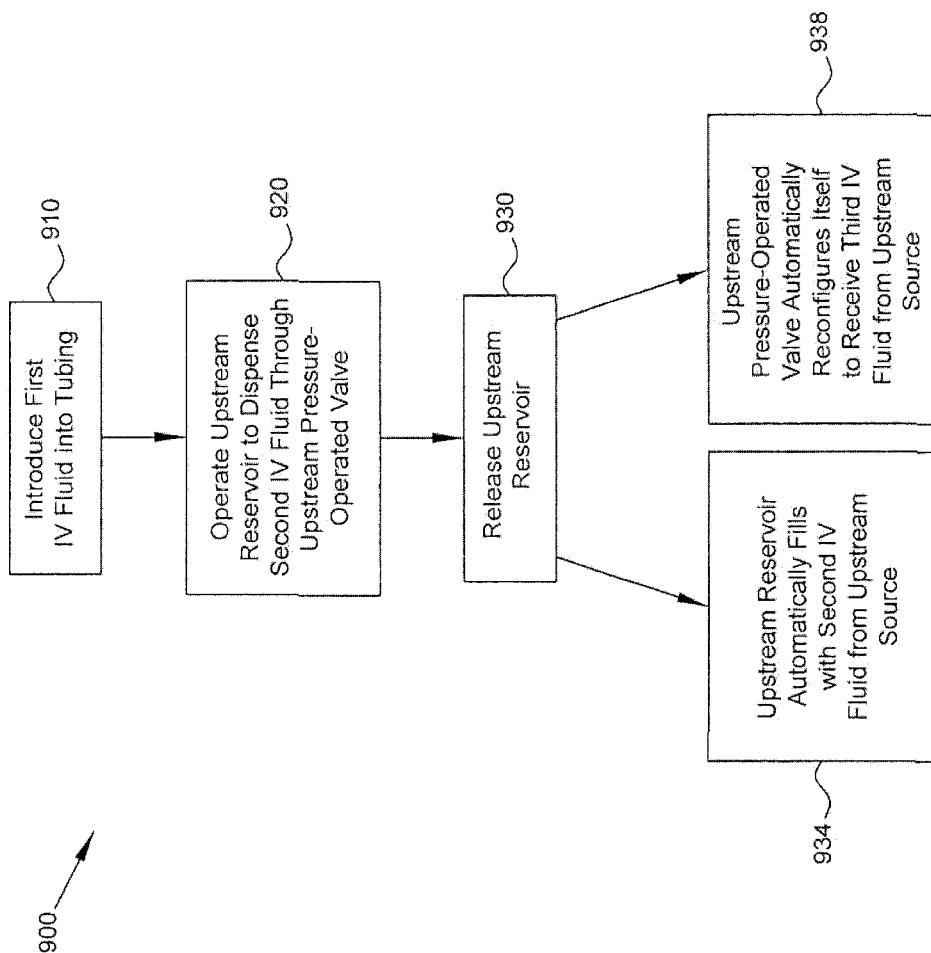 900
910
Introduce First
IV Fluid into Tubing
920
Operate Upstream
Reservoir to Dispense
Second IV Fluid Through
Upstream Pressure-
Operated Valve
930
Release Upstream
Reservoir
934
Upstream Reservoir
Automatically Fills
with Second IV
Fluid from Upstream
Source
938
Upstream
Pressure-Operated
Valve Automatically
Reconfigures Itself
to Receive Third IV
Fluid from Upstream
Source